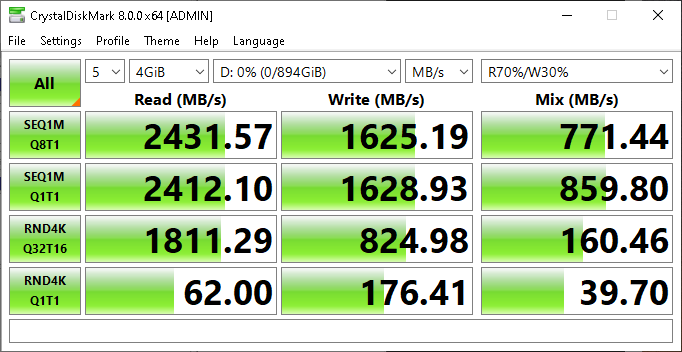 CrystalDiskMark 8.0.0 x64 [ADMIN]
File Settings Profile Theme Help Language
All 5 4GiB D: 0% (0/894GiB) MB/s R70%/W30%
Read (MB/s) Write (MB/s) Mix (MB/s)
SEQ1M
Q8T1
2431.57 1625.19 771.44
SEQ1M
Q1T1
2412.10 1628.93 859.80
RND4K
Q32T16
1811.29 824.98 160.46
RND4K
Q1T1
62.00 176.41 39.70